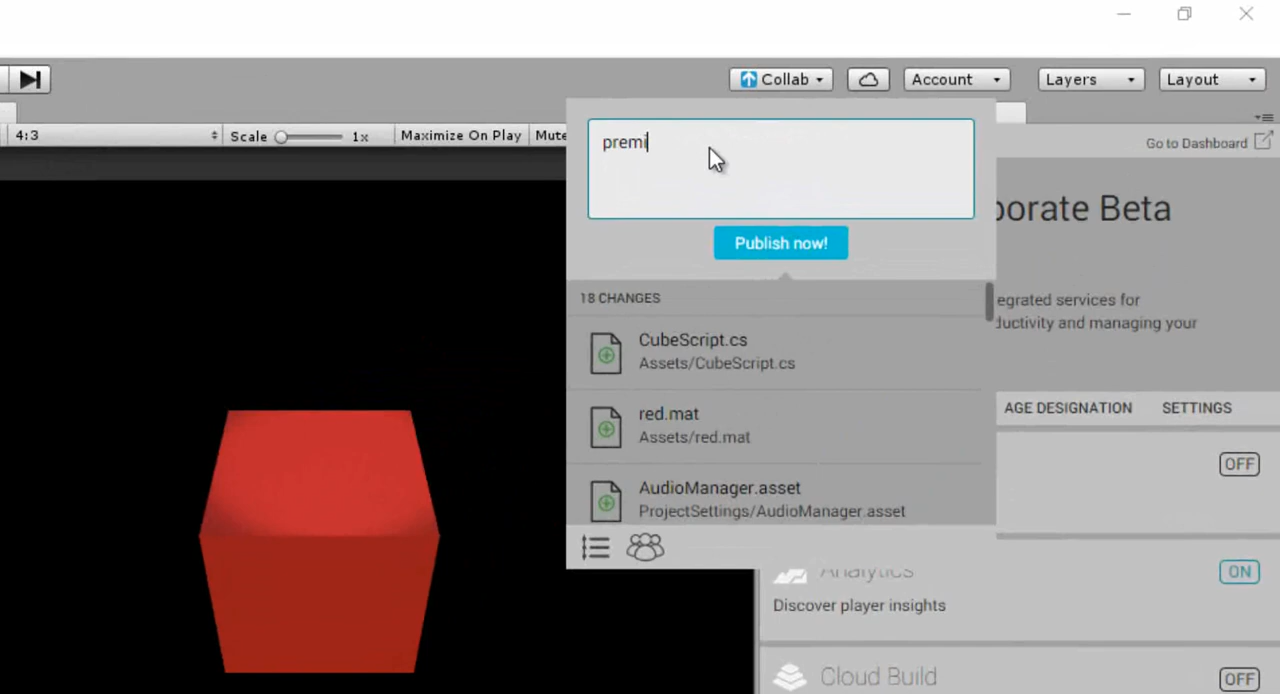 Collab
Account
Layers
Layout
4:3
Scale
1x
Maximize On Play
Mute
premi
Go to Dashboard
borate Beta
Publish now!
18 CHANGES
egrated services for
ductivity and managing your
CubeScript.cs
Assets/CubeScript.cs
red.mat
Assets/red.mat
AGE DESIGNATION
SETTINGS
OFF
AudioManager.asset
ProjectSettings/AudioManager.asset
Analytics
ON
Discover player insights
Cloud Build
OFF